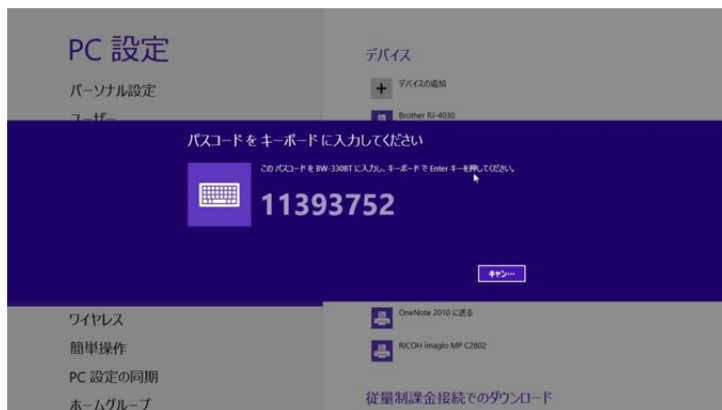 PC 設定
パーソナル設定
ユーザー
デバイス
デバイスの追加
Brother RJ-4030
パスコードを キーボード に入力してください
この パスコード を BW-330BT に入力し、キーボード で Enter キーを押してください。
11393752
キャン…
ワイヤレス
簡単操作
PC 設定の同期
ホームグループ
OneNote 2010 に送る
RICOH imagio MP C2802
従量制課金接続でのダウンロード